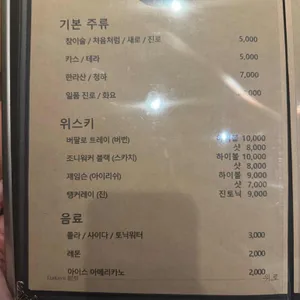 기본 주류
참이슬 / 처음처럼 / 새로 / 진로 5,000
카스 / 테라 5,000
한라산 / 청하 7,000
일품 진로 / 화요
위스키
버팔로 트레이 (버번) 10,000
샷 8,000
조니워커 블랙 (스카치) 하이볼 10,000
샷 8,000
제임슨 (아이리쉬) 하이볼 9,000
샷 7,000
탱커레이 (진) 진토닉 9,000
음료
콜라 / 사이다 / 토닉워터 3,000
레몬 2,000
아이스 아메리카노 2,000